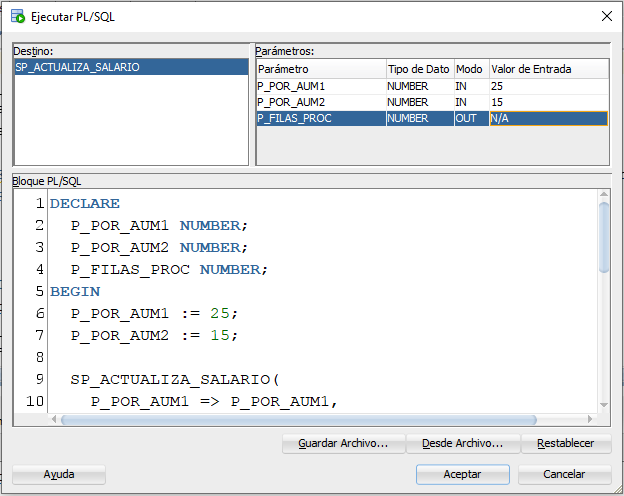 Ejecutar PL/SQL
Destino:
SP_ACTUALIZA_SALARIO
Parámetros:
Parámetro Tipo de Dato Modo Valor de Entrada
P_POR_AUM1 NUMBER IN 25
P_POR_AUM2 NUMBER IN 15
P_FILAS_PROC NUMBER OUT N/A
Bloque PL/SQL
1 DECLARE
2 P_POR_AUM1 NUMBER;
3 P_POR_AUM2 NUMBER;
4 P_FILAS_PROC NUMBER;
5 BEGIN
6 P_POR_AUM1 := 25;
7 P_POR_AUM2 := 15;
8
9 SP_ACTUALIZA_SALARIO(
10 P_POR_AUM1 => P_POR_AUM1,
Guardar Archivo... Desde Archivo... Restablecer
Ayuda Aceptar Cancelar